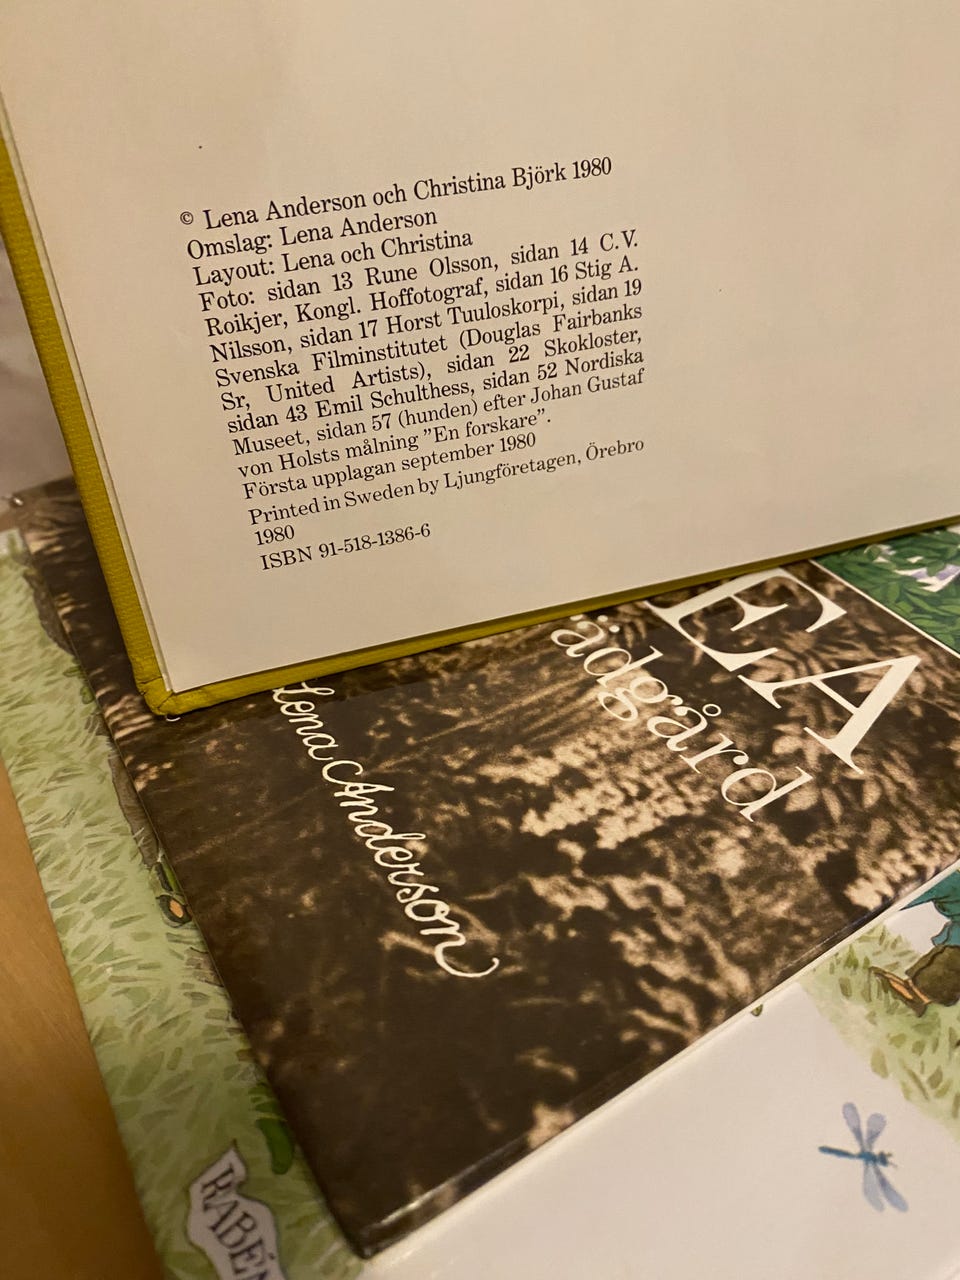 © Lena Anderson och Christina Björk 1980
Omslag: Lena Anderson
Layout: Lena och Christina
Foto: sidan 13 Rune Olsson, sidan 14 C.V.
Roikjer, Kongl. Hoffotograf, sidan 16 Stig A.
Nilsson, sidan 17 Horst Tuuloskorpi, sidan 19
Svenska Filminstitutet (Douglas Fairbanks
Sr, United Artists), sidan 22 Skokloster,
sidan 43 Emil Schulthess, sidan 52 Nordiska
Museet, sidan 57 (hunden) efter Johan Gustaf
von Holsts målning "En forskare".
Första upplagan september 1980
Printed in Sweden by Ljungföretagen, Örebro
1980
ISBN 91-518-1386-6
EA
ädgård
Lena Anderson
RABÉN